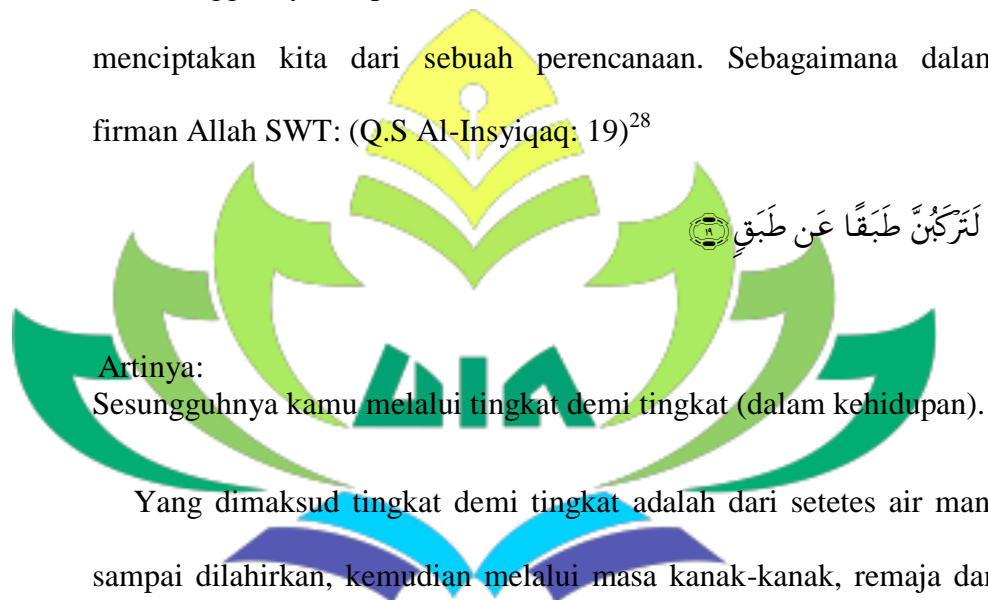 menciptakan kita dari sebuah perencanaan. Sebagaimana dalam
firman Allah SWT: (Q.S Al-Insyiqaq: 19)28
لَتَرْكَبُنَّ طَبَقًا عَن طَبَقٍ ۝١٩
UIN
Artinya:
Sesungguhnya kamu melalui tingkat demi tingkat (dalam kehidupan).
Yang dimaksud tingkat demi tingkat adalah dari setetes air mani
sampai dilahirkan, kemudian melalui masa kanak-kanak, remaja dan